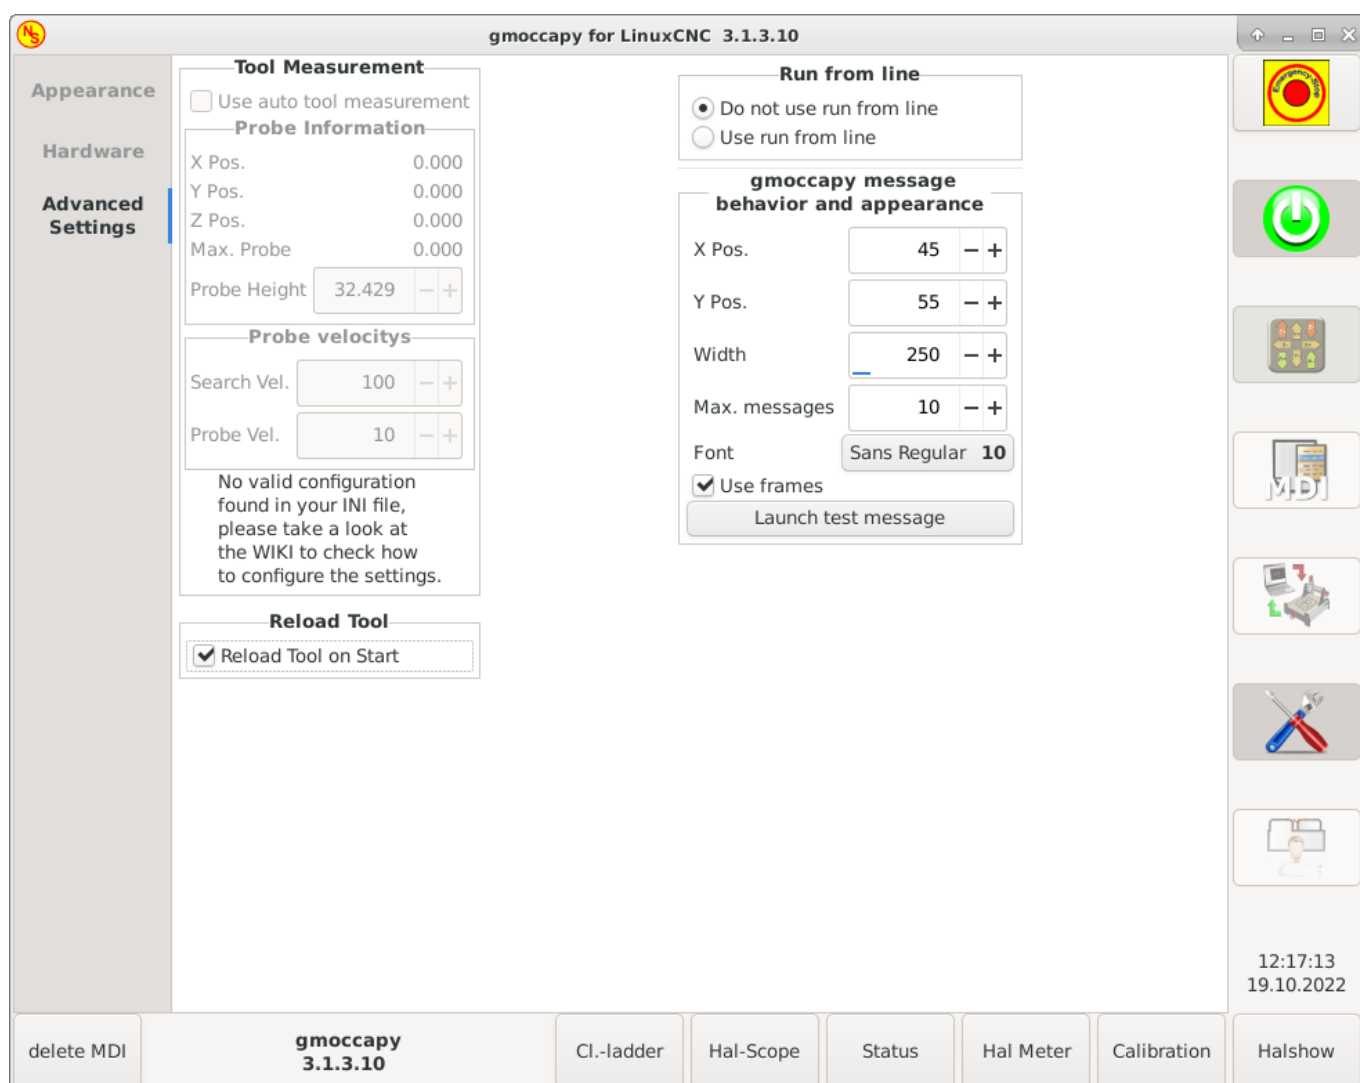 NS
gmoccapy for LinuxCNC 3.1.3.10
Appearance
Hardware
Advanced
Settings
Tool Measurement
Use auto tool measurement
Probe Information
X Pos. 0.000
Y Pos. 0.000
Z Pos. 0.000
Max. Probe 0.000
Probe Height 32.429 − +
Probe velocitys
Search Vel. 100 − +
Probe Vel. 10 − +
No valid configuration
found in your INI file,
please take a look at
the WIKI to check how
to configure the settings.
Reload Tool
Reload Tool on Start
Run from line
Do not use run from line
Use run from line
gmoccapy message
behavior and appearance
X Pos. 45 − +
Y Pos. 55 − +
Width 250 − +
Max. messages 10 − +
Font Sans Regular 10
Use frames
Launch test message
Emergency-Stop
MDI
12:17:13
19.10.2022
delete MDI
gmoccapy
3.1.3.10
Cl.-ladder
Hal-Scope
Status
Hal Meter
Calibration
Halshow